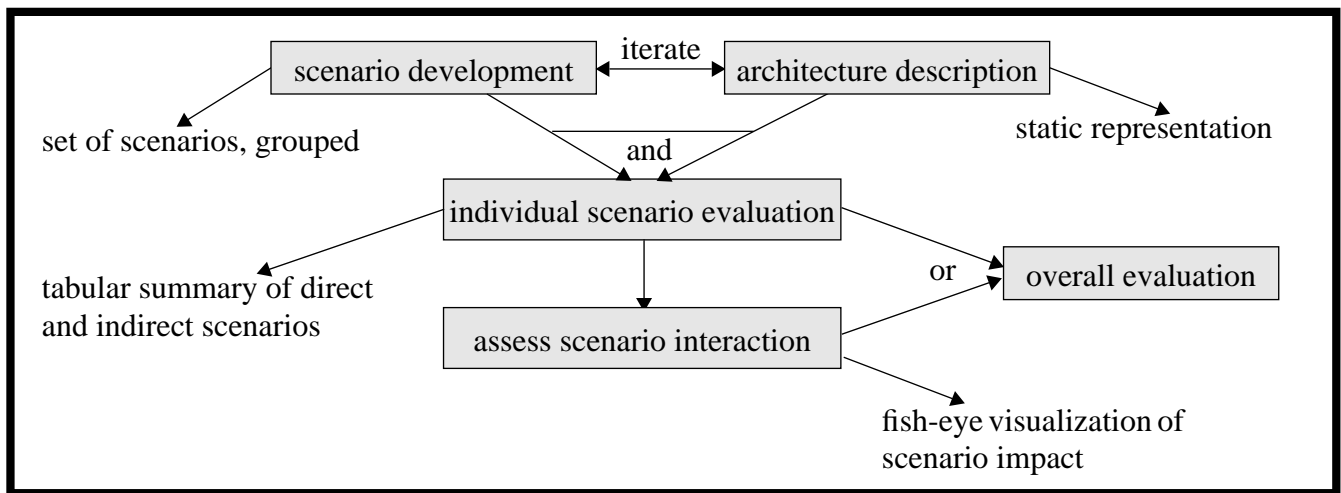 iterate
scenario development
architecture description
set of scenarios, grouped
static representation
and
individual scenario evaluation
or
overall evaluation
tabular summary of direct
and indirect scenarios
assess scenario interaction
fish-eye visualization of
scenario impact